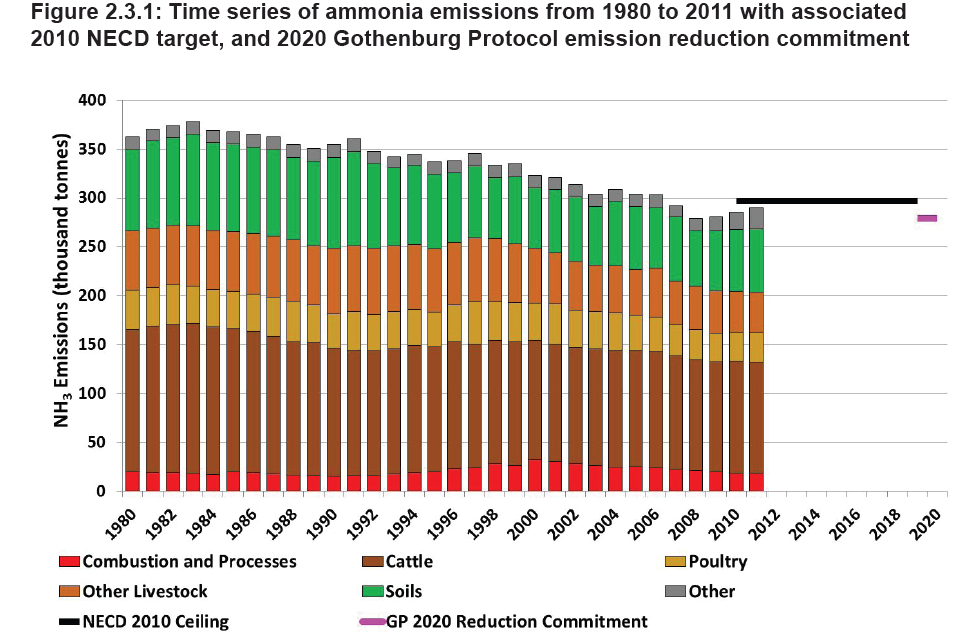 Figure 2.3.1: Time series of ammonia emissions from 1980 to 2011 with associated
2010 NECD target, and 2020 Gothenburg Protocol emission reduction commitment
NH₃ Emissions (thousand tonnes)
400
350
300
250
200
150
100
50
0
1980 1982 1984 1986 1988 1990 1992 1994 1996 1998 2000 2002 2004 2006 2008 2010 2012 2014 2016 2018 2020
Combustion and Processes Cattle Poultry
Other Livestock Soils Other
NECD 2010 Ceiling GP 2020 Reduction Commitment